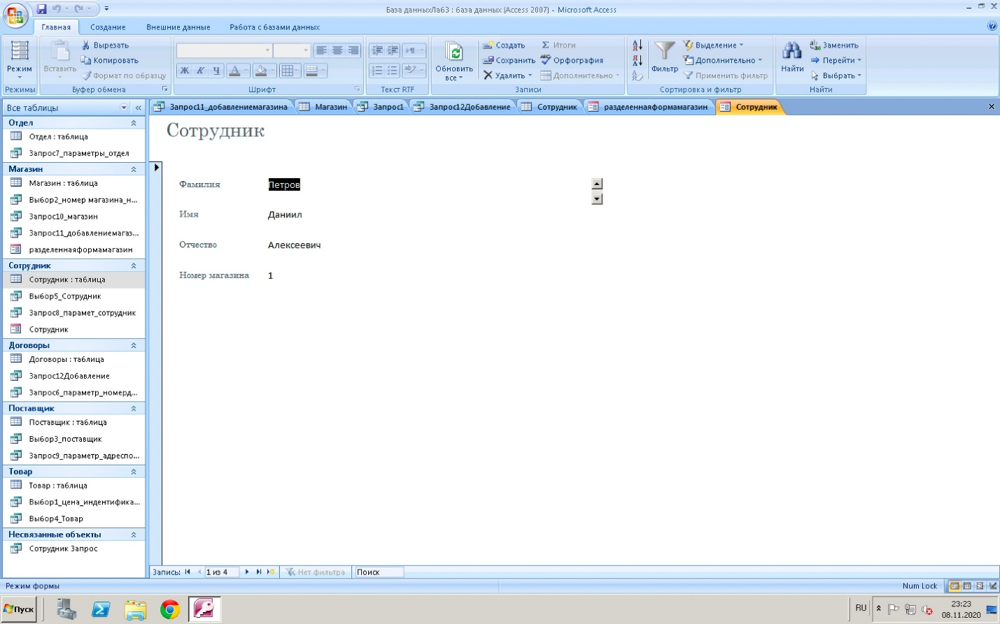 База данныхЛаб3 : база данных (Access 2007) - Microsoft Access
Главная Создание Внешние данные Работа с базами данных
Режим
Режимы
Вставить
Вырезать
Копировать
Формат по образцу
Буфер обмена
Ж К Ч А
Шрифт
Текст RTF
Обновить
все
Создать
Сохранить
Удалить
Итоги
Орфография
Дополнительно
Записи
Фильтр
Выделение
Дополнительно
Применить фильтр
Сортировка и фильтр
Найти
Заменить
Перейти
Выбрать
Найти
Все таблицы
Запрос11_добавлениемагазина Магазин Запрос1 Запрос12Добавление Сотрудник разделеннаяформамагазин Сотрудник
Отдел
Отдел : таблица
Запрос7_параметры_отдел
Магазин
Магазин : таблица
Выбор2_номер магазина_н...
Запрос10_магазин
Запрос11_добавлениемагаз...
разделеннаяформамагазин
Сотрудник
Сотрудник : таблица
Выбор5_Сотрудник
Запрос8_парамет_сотрудник
Сотрудник
Договоры
Договоры : таблица
Запрос12Добавление
Запрос6_параметр_номерд...
Поставщик
Поставщик : таблица
Выбор3_поставщик
Запрос9_параметр_адреспо...
Товар
Товар : таблица
Выбор1_цена_индентифика...
Выбор4_Товар
Несвязанные объекты
Сотрудник Запрос
Сотрудник
Фамилия Петров
Имя Даниил
Отчество Алексеевич
Номер магазина 1
Запись: 1 из 4 Нет фильтра Поиск
Режим формы Num Lock
Пуск RU 23:23
08.11.2020